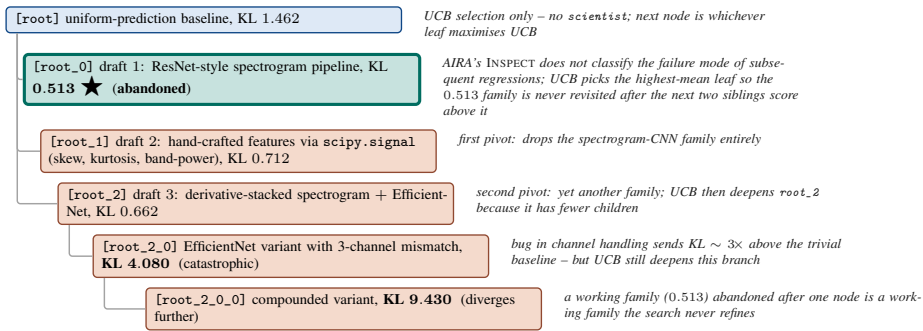 [root] uniform-prediction baseline, KL 1.462
UCB selection only – no scientist; next node is whichever
leaf maximises UCB
[root_0] draft 1: ResNet-style spectrogram pipeline, KL
0.513 ★ (abandoned)
AIRA's INSPECT does not classify the failure mode of subse-
quent regressions; UCB picks the highest-mean leaf so the
0.513 family is never revisited after the next two siblings score
above it
[root_1] draft 2: hand-crafted features via scipy.signal
(skew, kurtosis, band-power), KL 0.712
first pivot: drops the spectrogram-CNN family entirely
[root_2] draft 3: derivative-stacked spectrogram + Efficient-
Net, KL 0.662
second pivot: yet another family; UCB then deepens root_2
because it has fewer children
[root_2_0] EfficientNet variant with 3-channel mismatch,
KL 4.080 (catastrophic)
bug in channel handling sends KL ∼ 3× above the trivial
baseline – but UCB still deepens this branch
[root_2_0_0] compounded variant, KL 9.430 (diverges
further)
a working family (0.513) abandoned after one node is a work-
ing family the search never refines